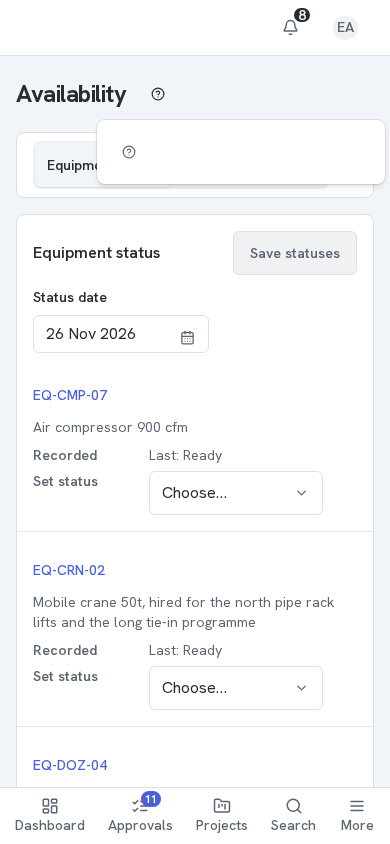 8
EA
Availability
Equipme
Equipment status
Save statuses
Status date
26 Nov 2026
EQ-CMP-07
Air compressor 900 cfm
Recorded
Last: Ready
Set status
Choose...
EQ-CRN-02
Mobile crane 50t, hired for the north pipe rack
lifts and the long tie-in programme
Recorded
Last: Ready
Set status
Choose...
EQ-DOZ-04
11
Dashboard
Approvals
Projects
Search
More